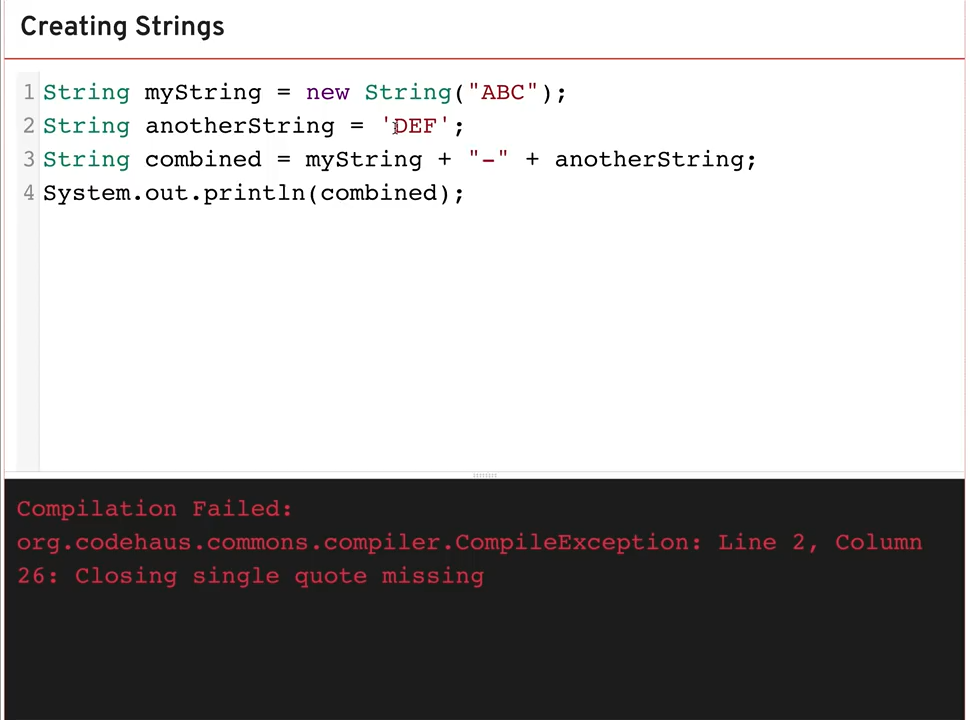 Creating Strings
1 String myString = new String("ABC");
2 String anotherString = 'DEF';
3 String combined = myString + "-" + anotherString;
4 System.out.println(combined);
Compilation Failed:
org.codehaus.commons.compiler.CompileException: Line 2, Column
26: Closing single quote missing